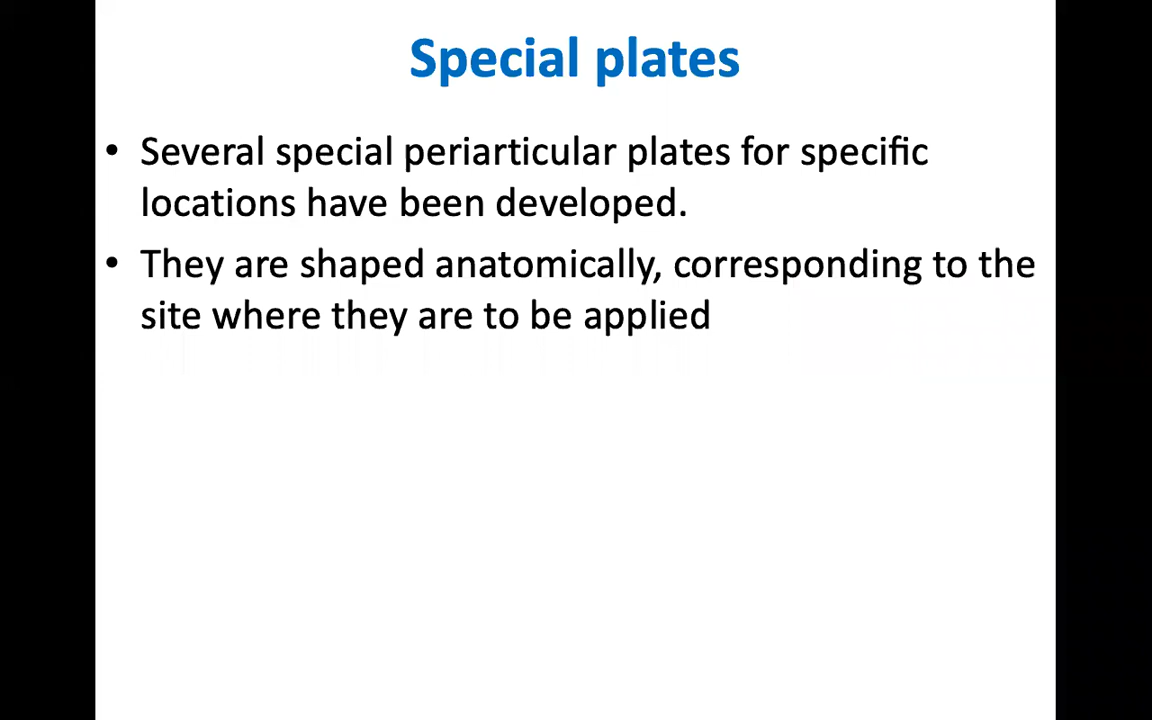 Special plates
• Several special periarticular plates for specific
locations have been developed.
• They are shaped anatomically, corresponding to the
site where they are to be applied